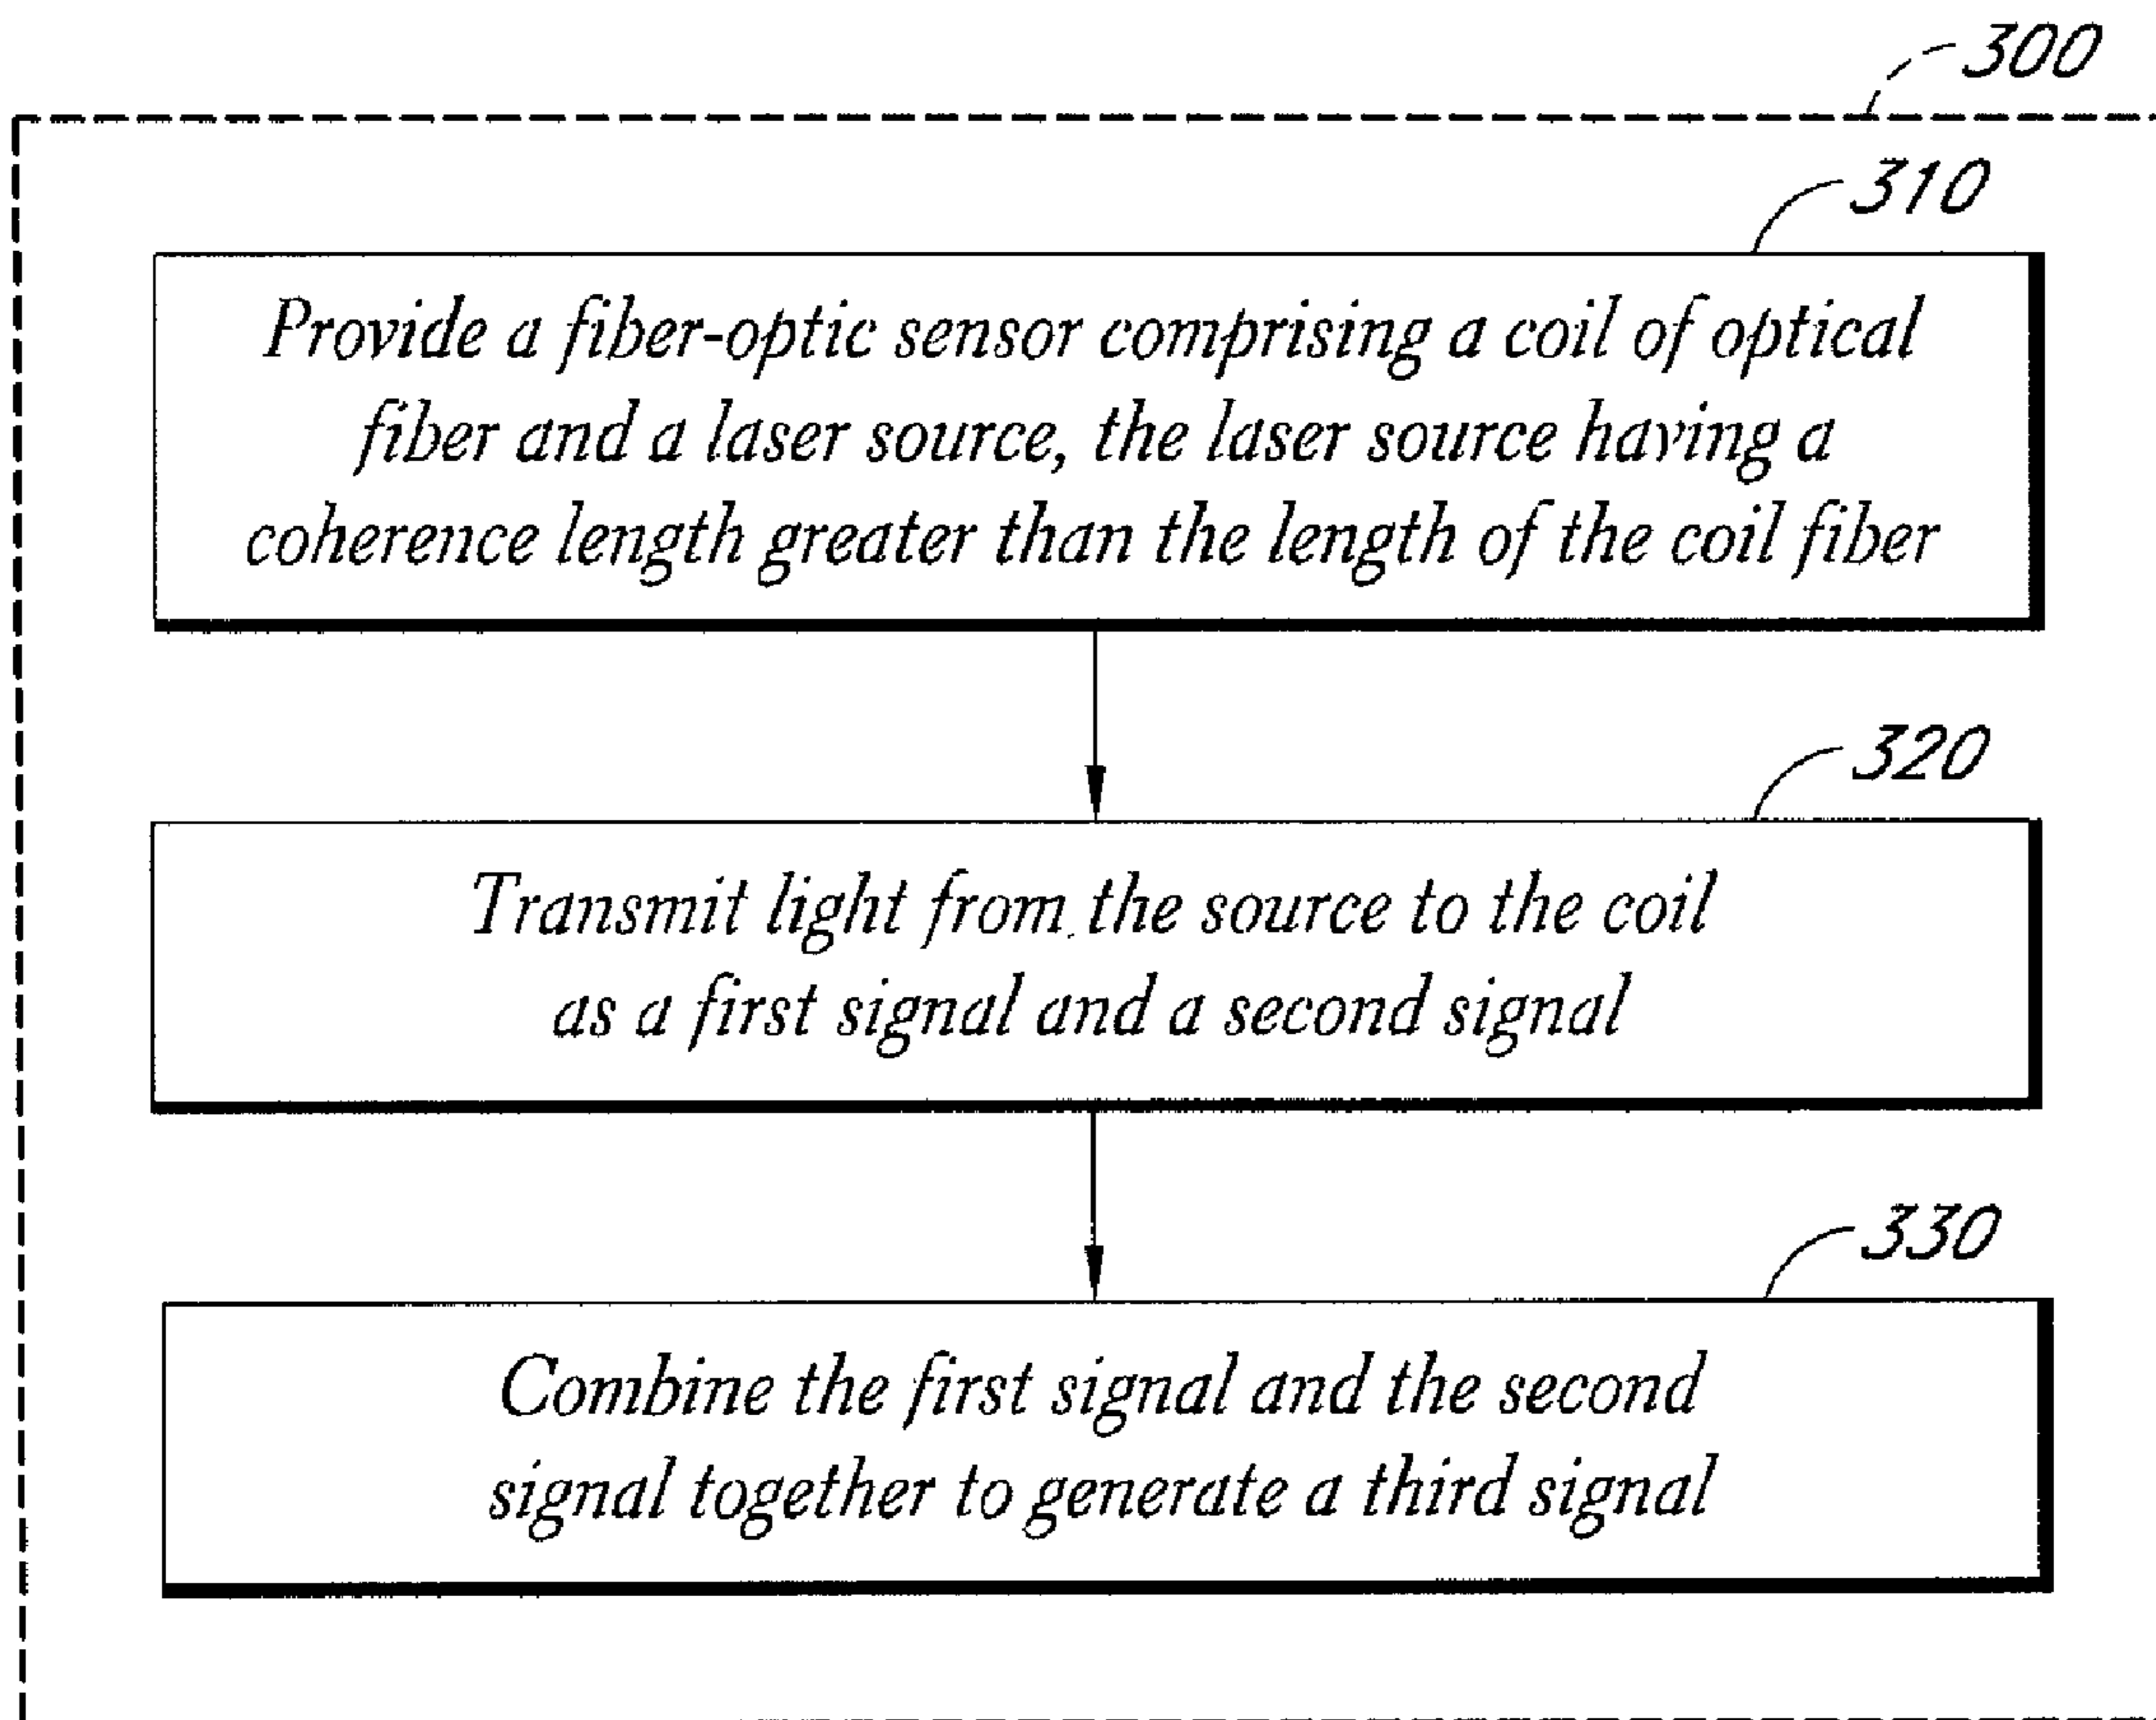 300
310
Provide a fiber-optic sensor comprising a coil of optical
fiber and a laser source, the laser source having a
coherence length greater than the length of the coil fiber
320
Transmit light from the source to the coil
as a first signal and a second signal
330
Combine the first signal and the second
signal together to generate a third signal